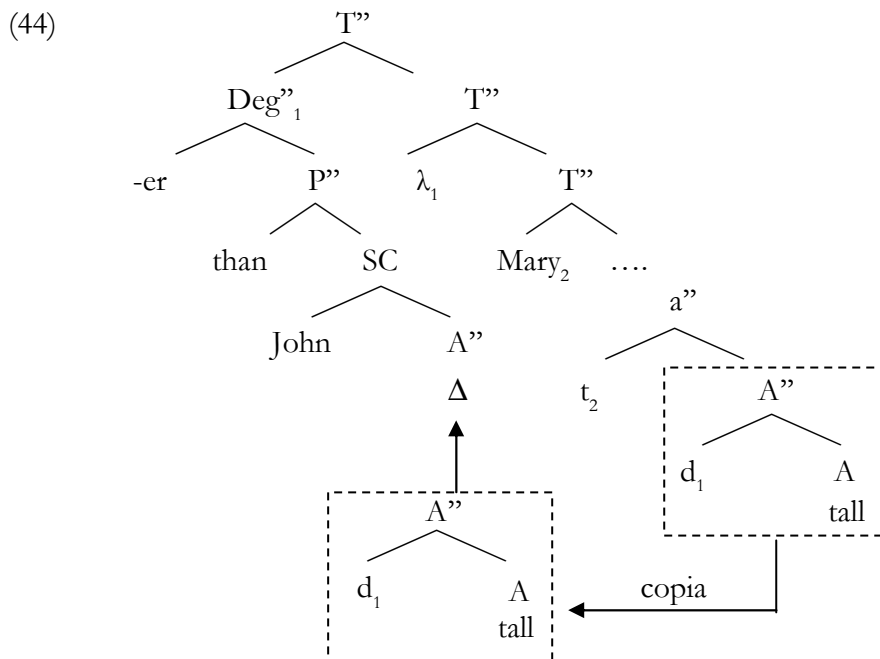 (44) T”
Deg”₁ T”
-er P” λ₁ T”
than SC Mary₂ ….
a”
John A” t₂ A”
Δ
d₁ A
tall
A”
d₁ A copia
tall